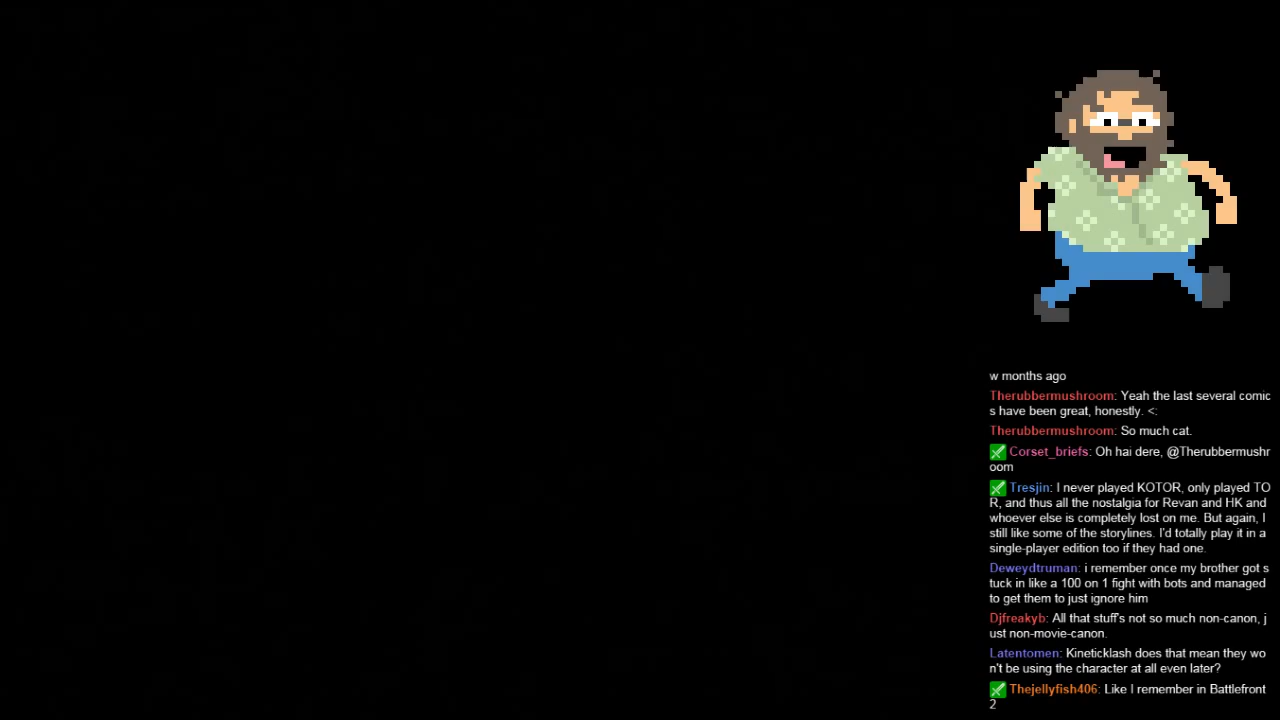 w months ago
Therubbermushroom: Yeah the last several comic
s have been great, honestly. <:
Therubbermushroom: So much cat.
Corset_briefs: Oh hai dere, @Therubbermushr
oom
Tresjin: I never played KOTOR, only played TO
R, and thus all the nostalgia for Revan and HK and
whoever else is completely lost on me. But again, I
still like some of the storylines. I'd totally play it in a
single-player edition too if they had one.
Deweydtruman: i remember once my brother got s
tuck in like a 100 on 1 fight with bots and managed
to get them to just ignore him
Djfreakyb: All that stuff's not so much non-canon, j
ust non-movie-canon.
Latentomen: Kineticklash does that mean they wo
n't be using the character at all even later?
Thejellyfish406: Like I remember in Battlefront
2